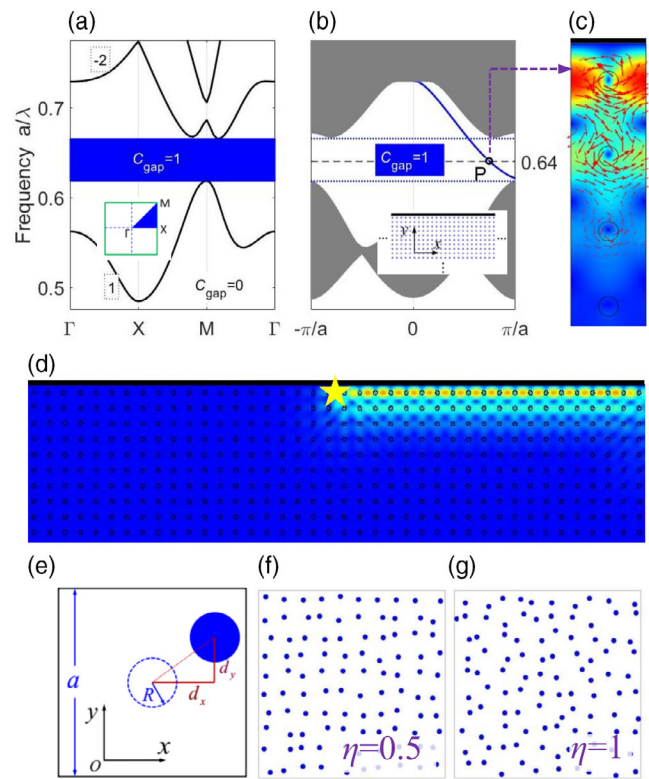 (a)
(b)
(c)
Frequency a/λ
0.7
0.6
0.5
-2
C_gap=1
M
Γ
X
1
C_gap=0
Γ
X
M
Γ
C_gap=1
P
0.64
y
x
...
...
-π/a
0
π/a
(d)
(e)
(f)
(g)
a
R
d_x
d_y
y
x
O
η=0.5
η=1